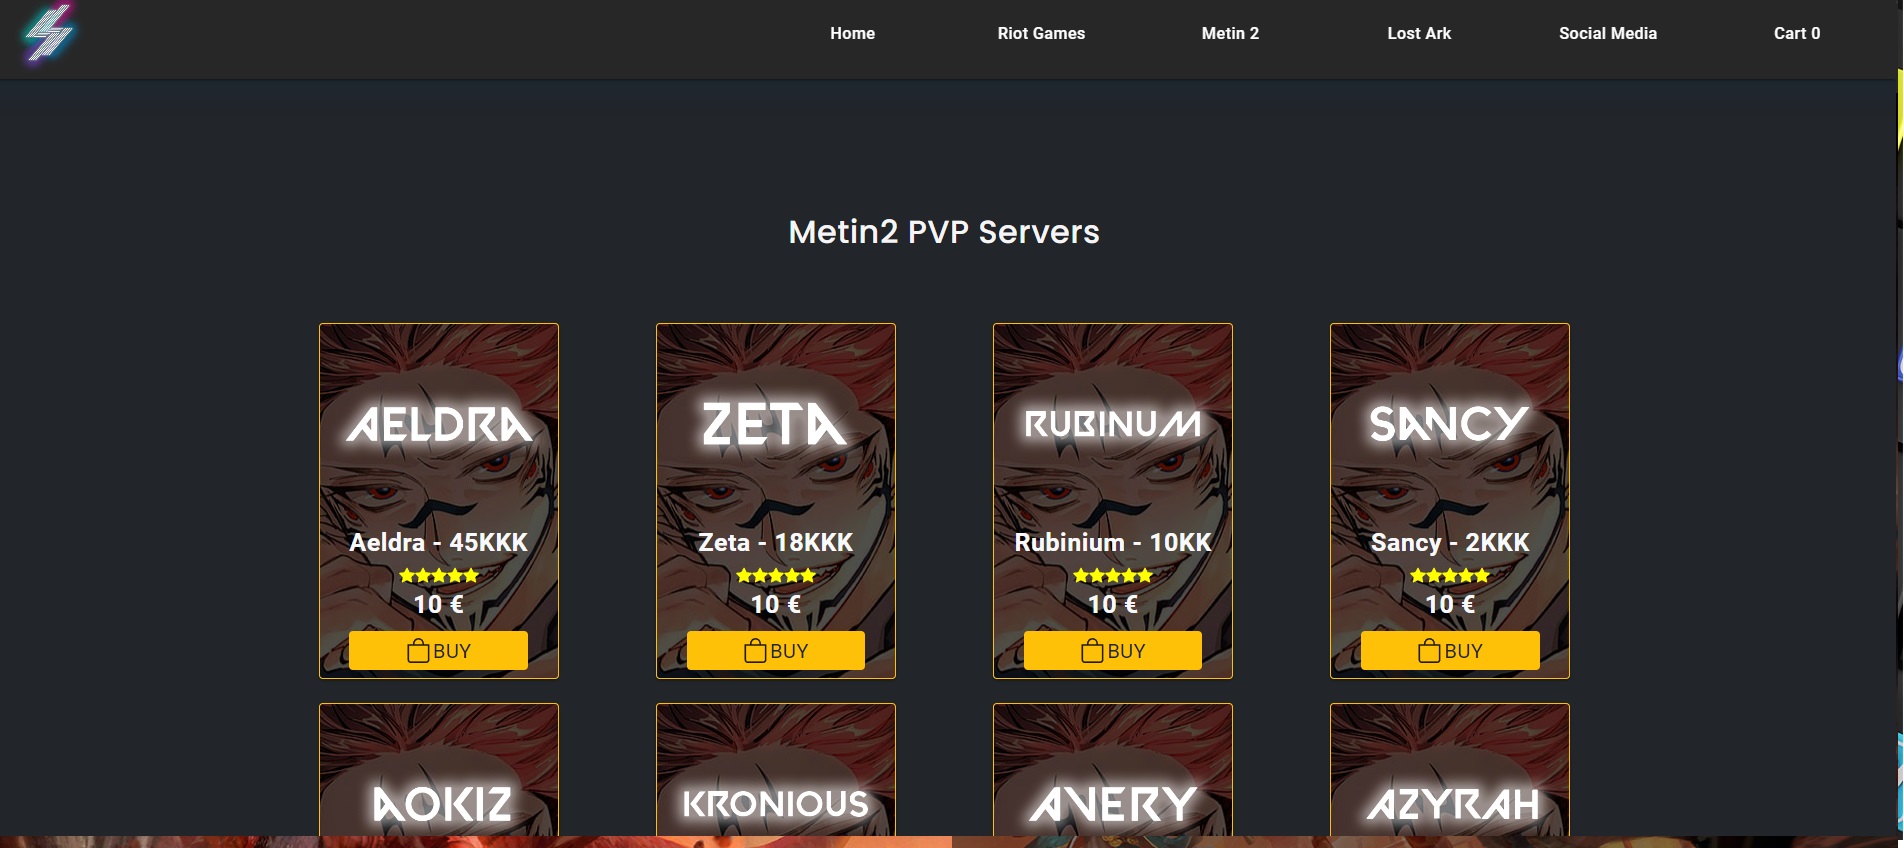 Home Riot Games Metin 2 Lost Ark Social Media Cart 0
Metin2 PVP Servers
AELDRA ZETA RUBINUM SANCY
Aeldra - 45KKK Zeta - 18KKK Rubinium - 10KK Sancy - 2KKK
10 € 10 € 10 € 10 €
BUY BUY BUY BUY
AOKIZ KRONIOUS AVERY AZYRAH